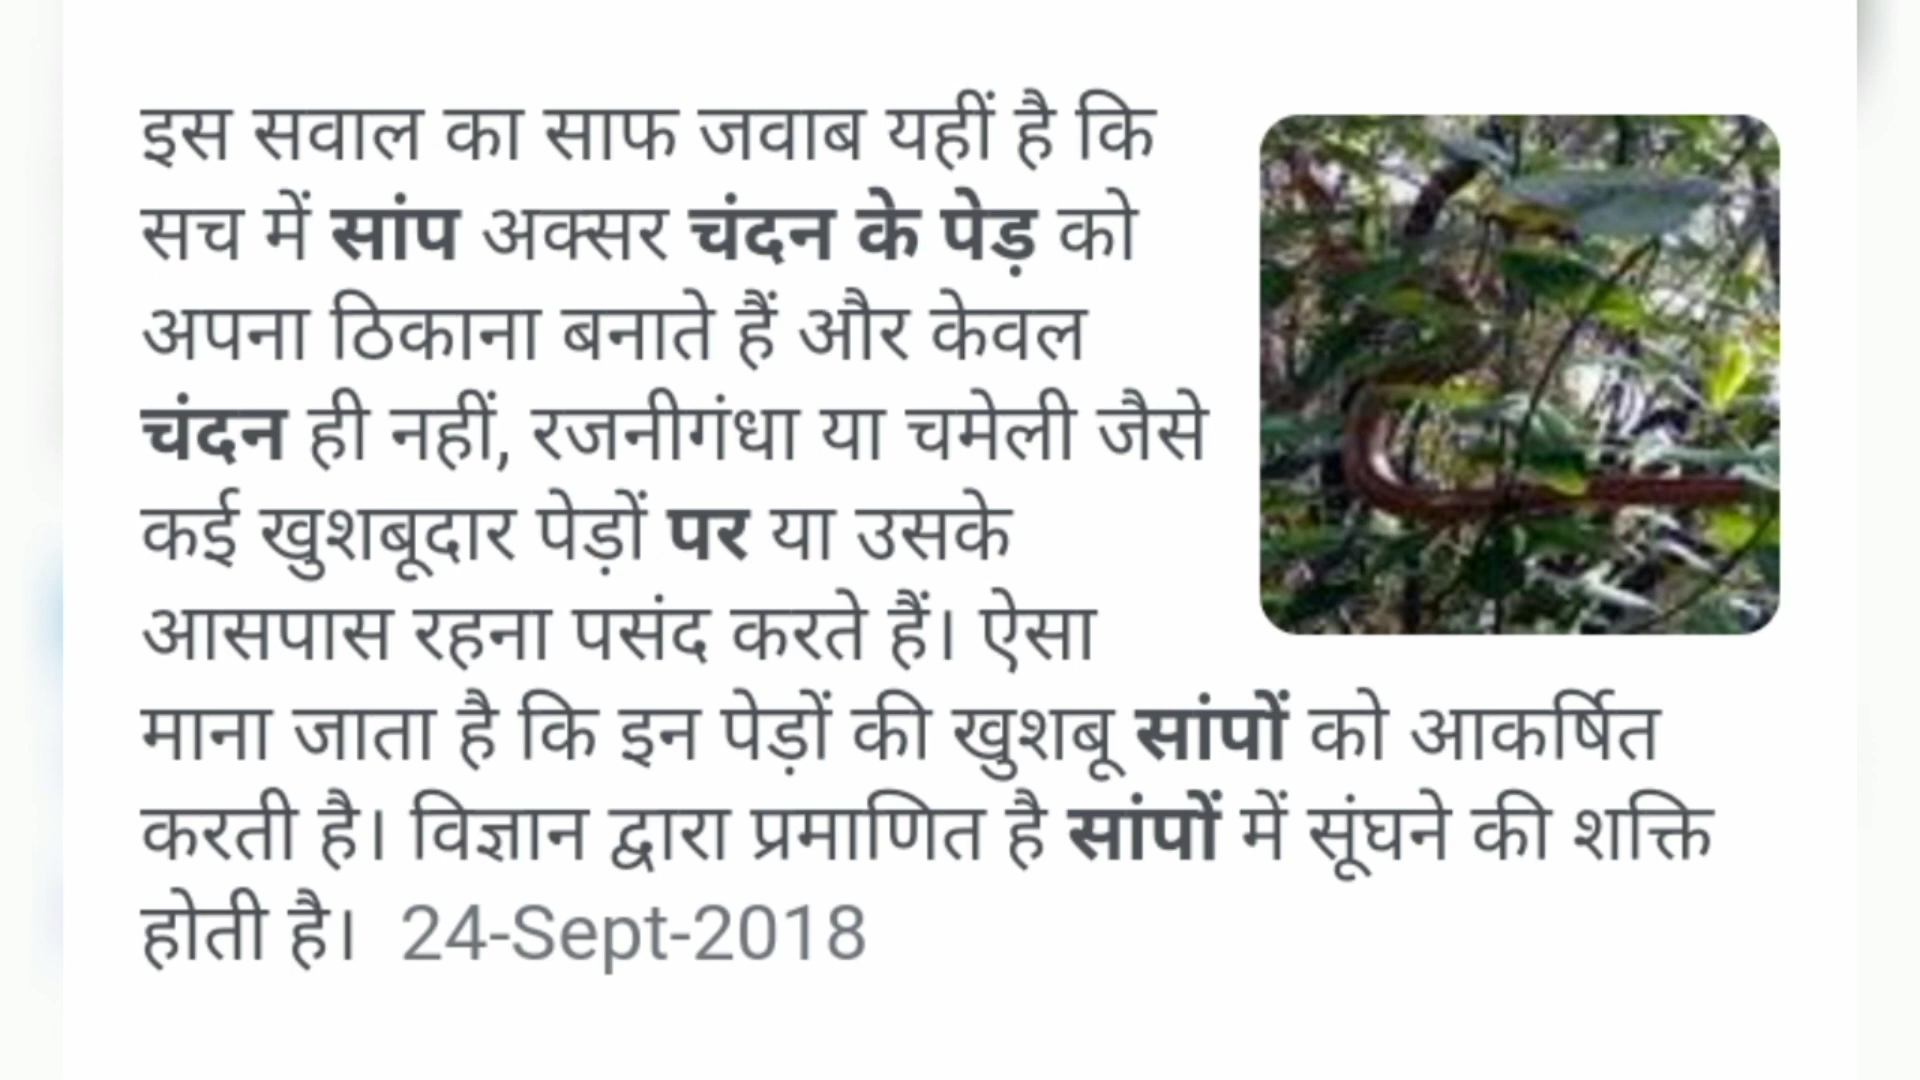 इस सवाल का साफ जवाब यहीं है कि
सच में सांप अक्सर चंदन के पेड़ को
अपना ठिकाना बनाते हैं और केवल
चंदन ही नहीं, रजनीगंधा या चमेली जैसे
कई खुशबूदार पेड़ों पर या उसके
आसपास रहना पसंद करते हैं। ऐसा
माना जाता है कि इन पेड़ों की खुशबू सांपों को आकर्षित
करती है। विज्ञान द्वारा प्रमाणित है सांपों में सूंघने की शक्ति
होती है। 24-Sept-2018